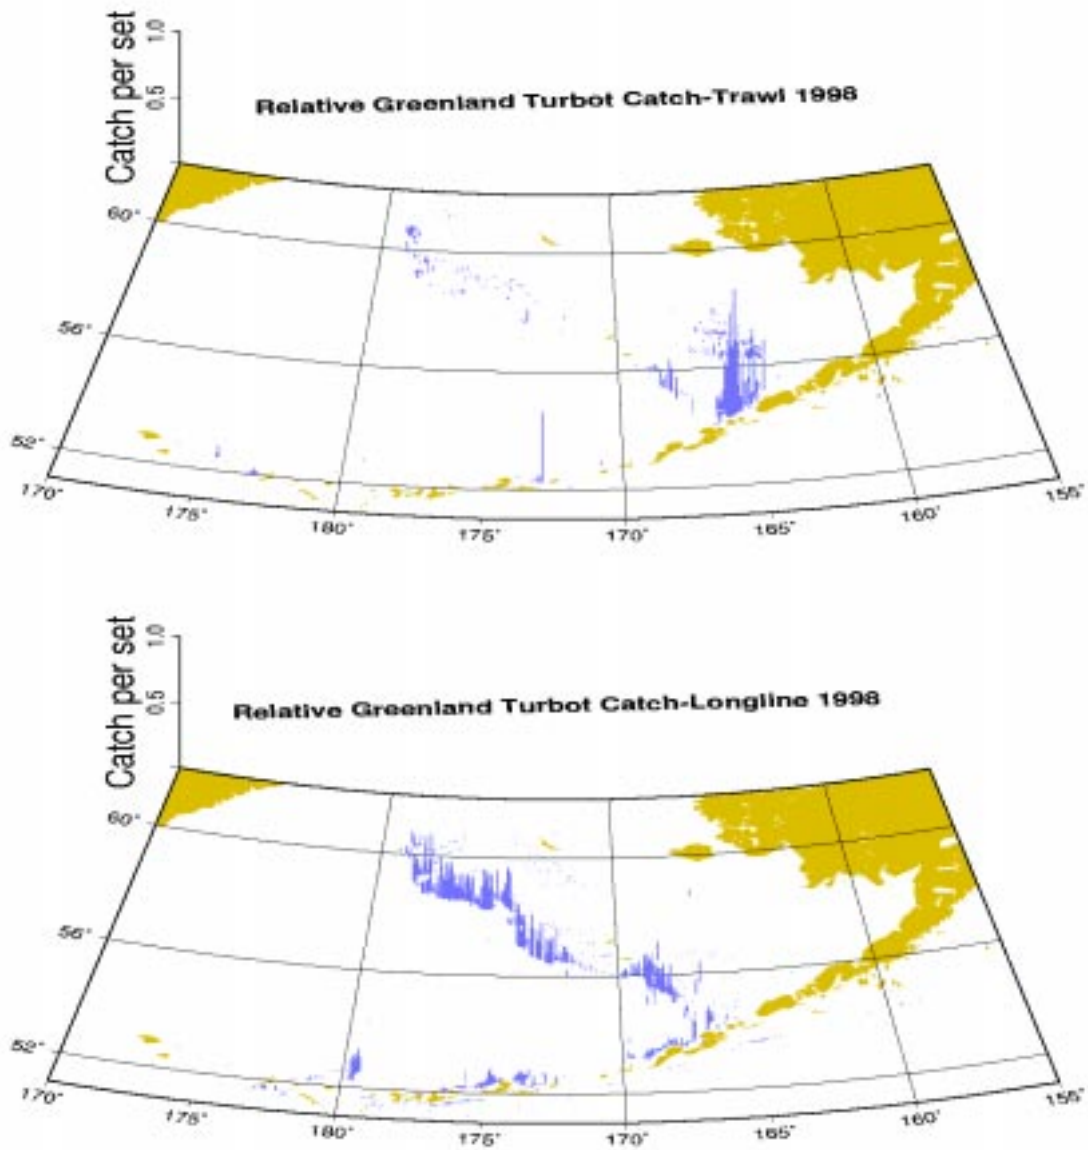 Catch per set
0.5 1.0
Relative Greenland Turbot Catch-Trawl 1998
60°
56°
52°
170° 175° 180° 175° 170° 165° 160° 155°
Catch per set
0.5 1.0
Relative Greenland Turbot Catch-Longline 1998
60°
56°
52°
170° 175° 180° 175° 170° 165° 160° 155°